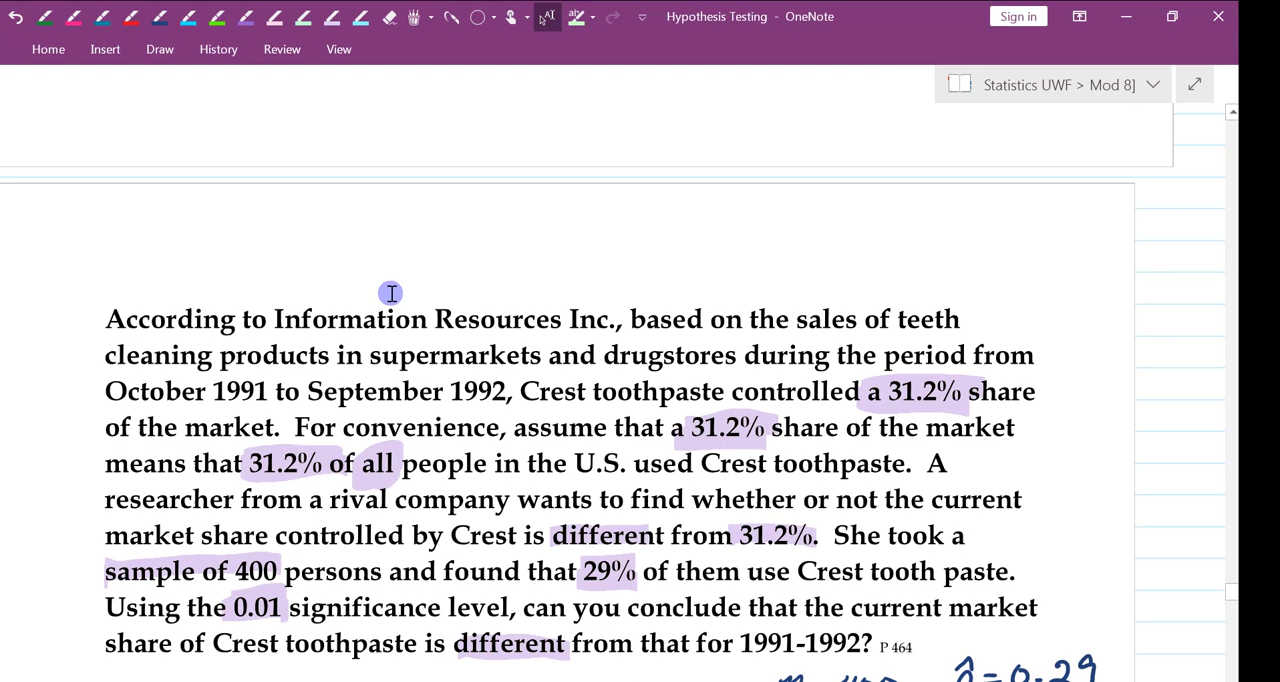 Hypothesis Testing - OneNote
Sign in
Home Insert Draw History Review View
Statistics UWF > Mod 8]
According to Information Resources Inc., based on the sales of teeth
cleaning products in supermarkets and drugstores during the period from
October 1991 to September 1992, Crest toothpaste controlled a 31.2% share
of the market. For convenience, assume that a 31.2% share of the market
means that 31.2% of all people in the U.S. used Crest toothpaste. A
researcher from a rival company wants to find whether or not the current
market share controlled by Crest is different from 31.2%. She took a
sample of 400 persons and found that 29% of them use Crest tooth paste.
Using the 0.01 significance level, can you conclude that the current market
share of Crest toothpaste is different from that for 1991-1992? P 464
p̂ = 0.29